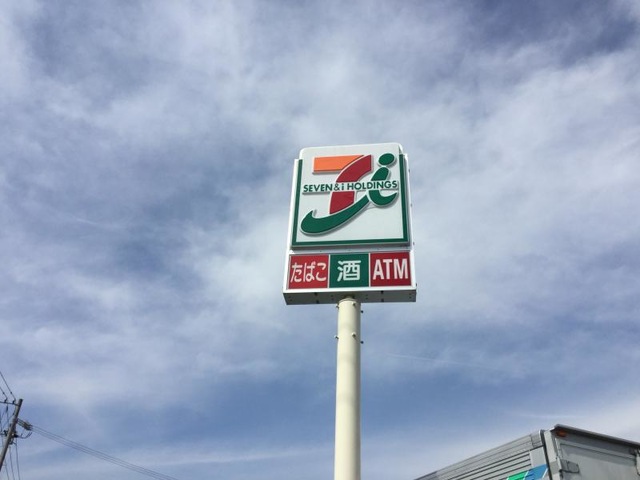 SEVEN & i HOLDINGS
たばこ 酒 ATM